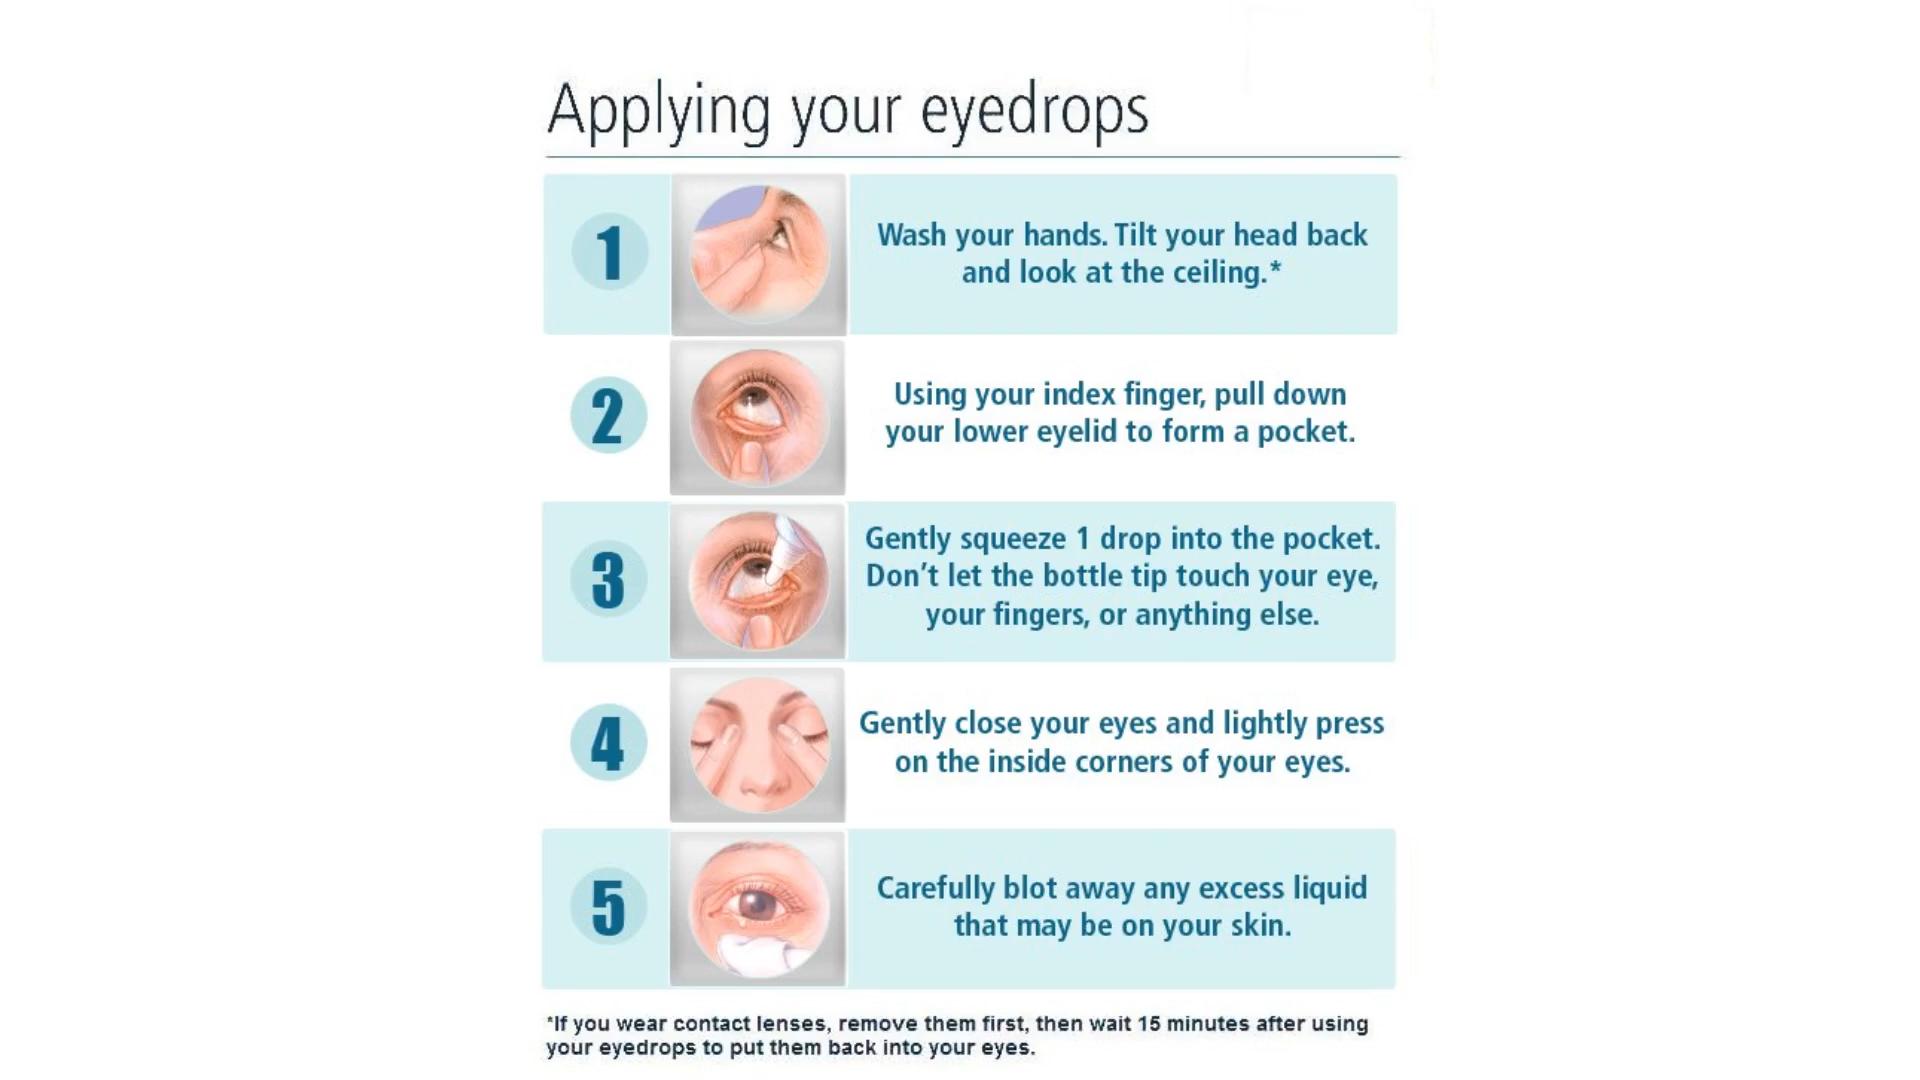 Applying your eyedrops
1
Wash your hands. Tilt your head back
and look at the ceiling.*
2
Using your index finger, pull down
your lower eyelid to form a pocket.
3
Gently squeeze 1 drop into the pocket.
Don't let the bottle tip touch your eye,
your fingers, or anything else.
4
Gently close your eyes and lightly press
on the inside corners of your eyes.
5
Carefully blot away any excess liquid
that may be on your skin.
*If you wear contact lenses, remove them first, then wait 15 minutes after using
your eyedrops to put them back into your eyes.